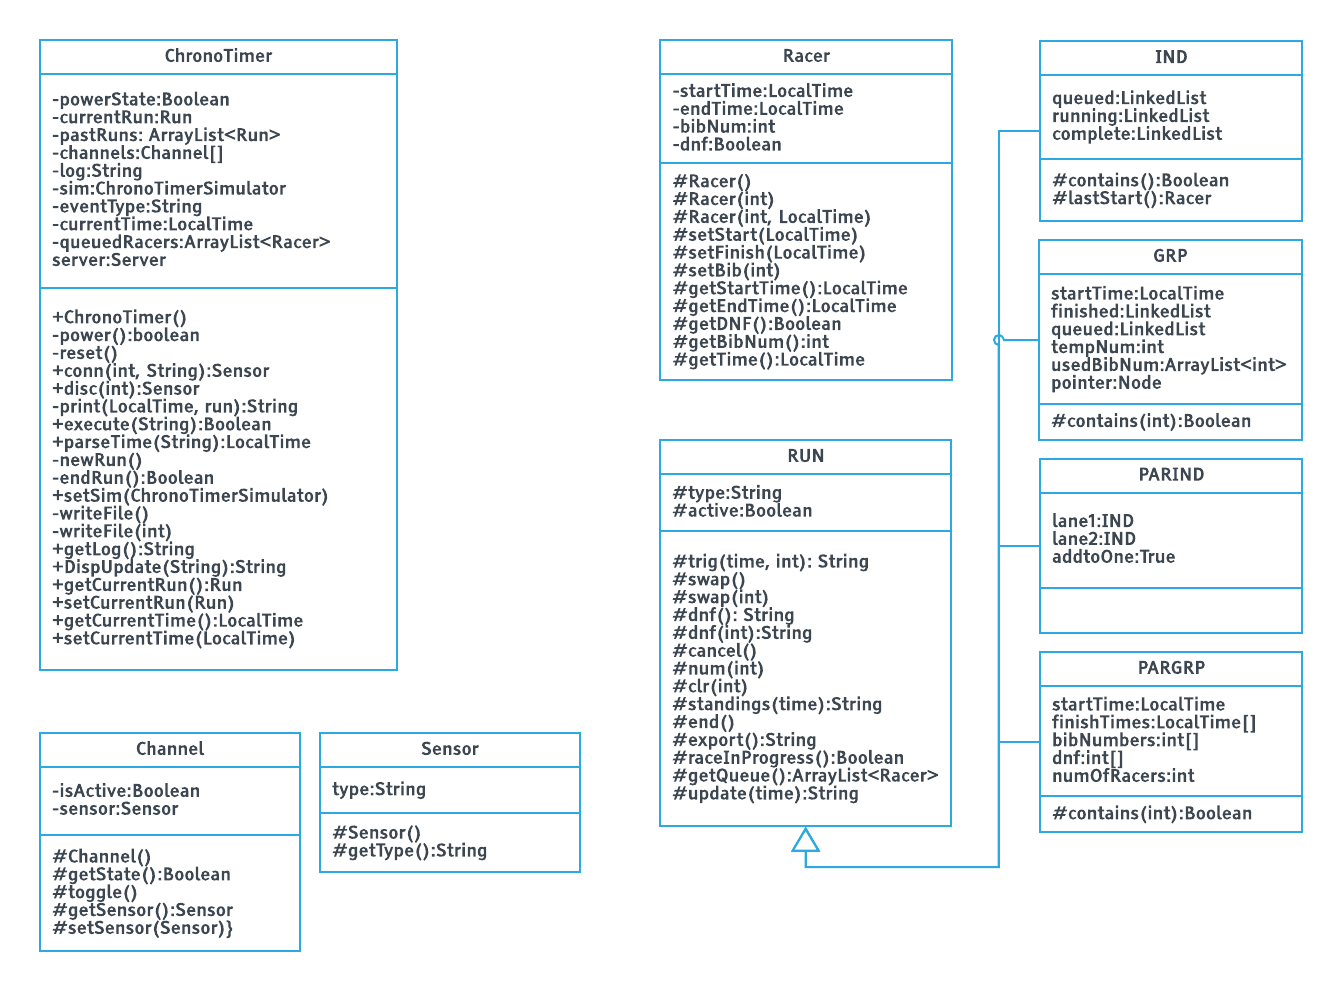 ChronoTimer
-powerState:Boolean
-currentRun:Run
-pastRuns: ArrayList<Run>
-channels:Channel[]
-log:String
-sim:ChronoTimerSimulator
-eventType:String
-currentTime:LocalTime
-queuedRacers:ArrayList<Racer>
server:Server
+ChronoTimer()
-power():boolean
-reset()
+conn(int, String):Sensor
+disc(int):Sensor
-print(LocalTime, run):String
+execute(String):Boolean
+parseTime(String):LocalTime
-newRun()
-endRun():Boolean
+setSim(ChronoTimerSimulator)
-writeFile()
-writeFile(int)
+getLog():String
+DispUpdate(String):String
+getCurrentRun():Run
+setCurrentRun(Run)
+getCurrentTime():LocalTime
+setCurrentTime(LocalTime)
Channel
-isActive:Boolean
-sensor:Sensor
#Channel()
#getState():Boolean
#toggle()
#getSensor():Sensor
#setSensor(Sensor)}
Sensor
type:String
#Sensor()
#getType():String
Racer
-startTime:LocalTime
-endTime:LocalTime
-bibNum:int
-dnf:Boolean
#Racer()
#Racer(int)
#Racer(int, LocalTime)
#setStart(LocalTime)
#setFinish(LocalTime)
#setBib(int)
#getStartTime():LocalTime
#getEndTime():LocalTime
#getDNF():Boolean
#getBibNum():int
#getTime():LocalTime
RUN
#type:String
#active:Boolean
#trig(time, int): String
#swap()
#swap(int)
#dnf(): String
#dnf(int):String
#cancel()
#num(int)
#clr(int)
#standings(time):String
#end()
#export():String
#raceInProgress():Boolean
#getQueue():ArrayList<Racer>
#update(time):String
IND
queued:LinkedList
running:LinkedList
complete:LinkedList
#contains():Boolean
#lastStart():Racer
GRP
startTime:LocalTime
finished:LinkedList
queued:LinkedList
tempNum:int
usedBibNum:ArrayList<int>
pointer:Node
#contains(int):Boolean
PARIND
lane1:IND
lane2:IND
addtoOne:True
PARGRP
startTime:LocalTime
finishTimes:LocalTime[]
bibNumbers:int[]
dnf:int[]
numOfRacers:int
#contains(int):Boolean